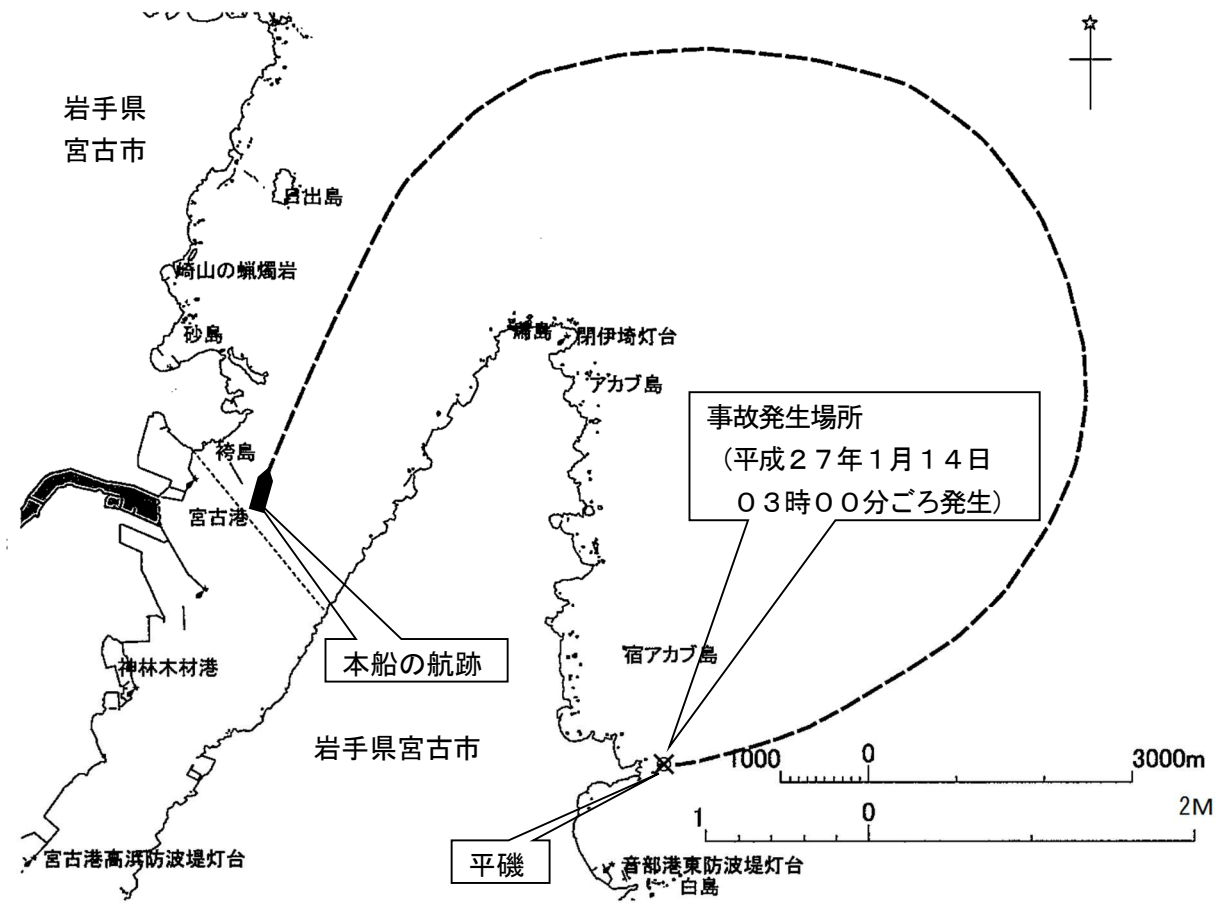 岩手県
宮古市
日出島
崎山の蝋燭岩
砂島
閉伊埼灯台
アカブ島
事故発生場所
（平成２７年１月１４日
０３時００分ごろ発生）
袴島
宮古港
本船の航跡
宿アカブ島
神林木材港
岩手県宮古市
1000 0 3000m
1 0 2M
平磯
宮古港高浜防波堤灯台
音部港東防波堤灯台
白島